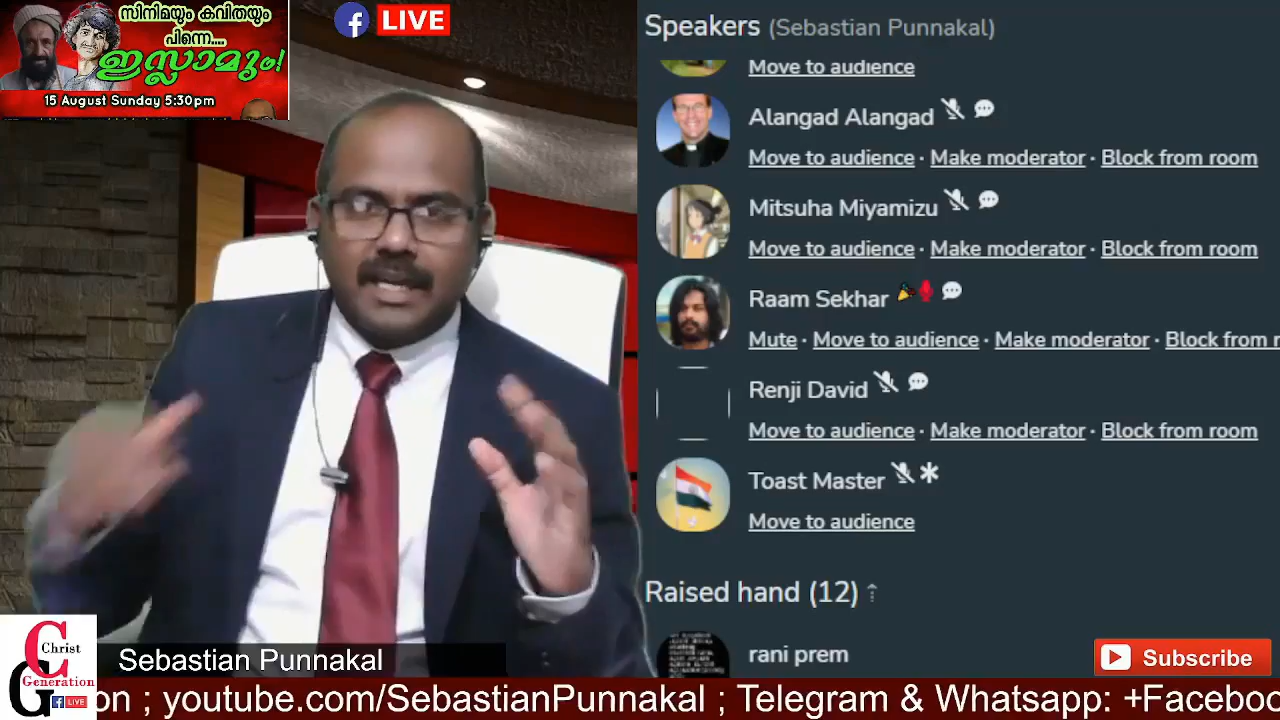 സിനിമയും കവിതയും
പിന്നെ....
ഇസ്ലാമും!
15 August Sunday 5:30pm
f LIVE
Speakers (Sebastian Punnakal)
Move to audience
Alangad Alangad
Move to audience · Make moderator · Block from room
Mitsuha Miyamizu
Move to audience · Make moderator · Block from room
Raam Sekhar
Mute · Move to audience · Make moderator · Block from r
Renji David
Move to audience · Make moderator · Block from room
Toast Master
Move to audience
Raised hand (12)
rani prem
Subscribe
C Christ
G Generation
f LIVE
Sebastian Punnakal
on ; youtube.com/SebastianPunnakal ; Telegram & Whatsapp: +Faceboo